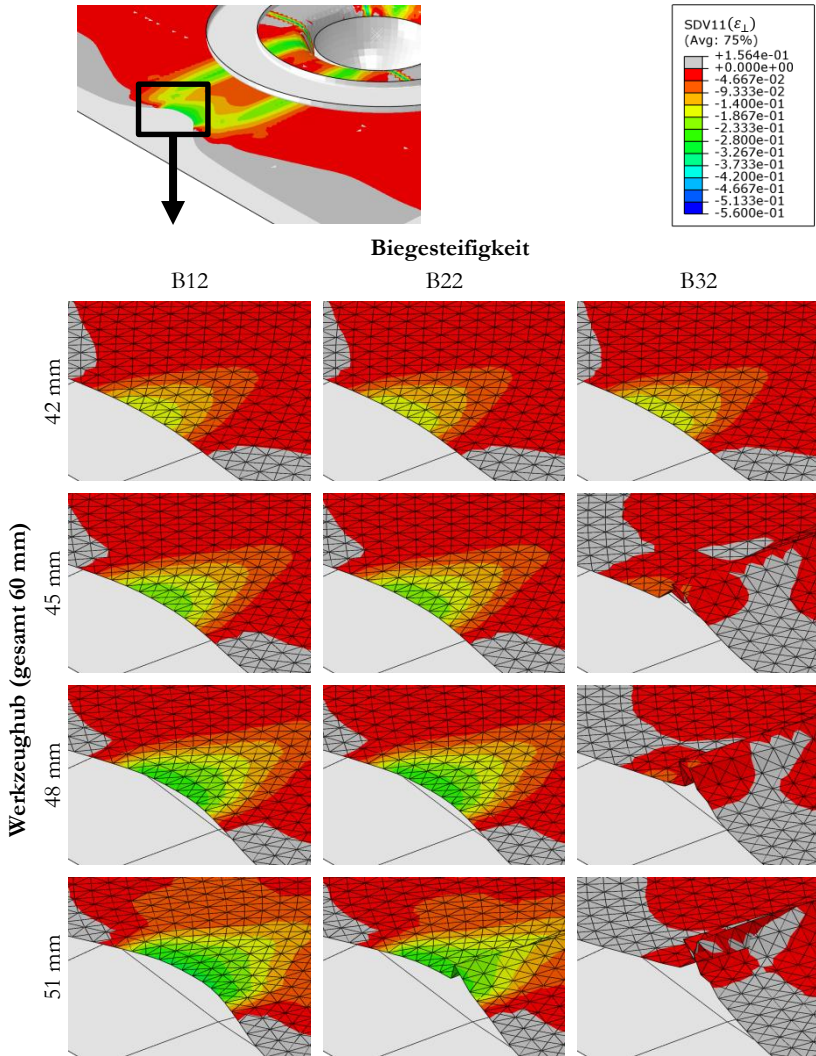 SDV11(ε⊥)
(Avg: 75%)
+1.564e-01
+0.000e+00
-4.667e-02
-9.333e-02
-1.400e-01
-1.867e-01
-2.333e-01
-2.800e-01
-3.267e-01
-3.733e-01
-4.200e-01
-4.667e-01
-5.133e-01
-5.600e-01
Biegesteifigkeit
B12 B22 B32
Werkzeughub (gesamt 60 mm)
42 mm
45 mm
48 mm
51 mm